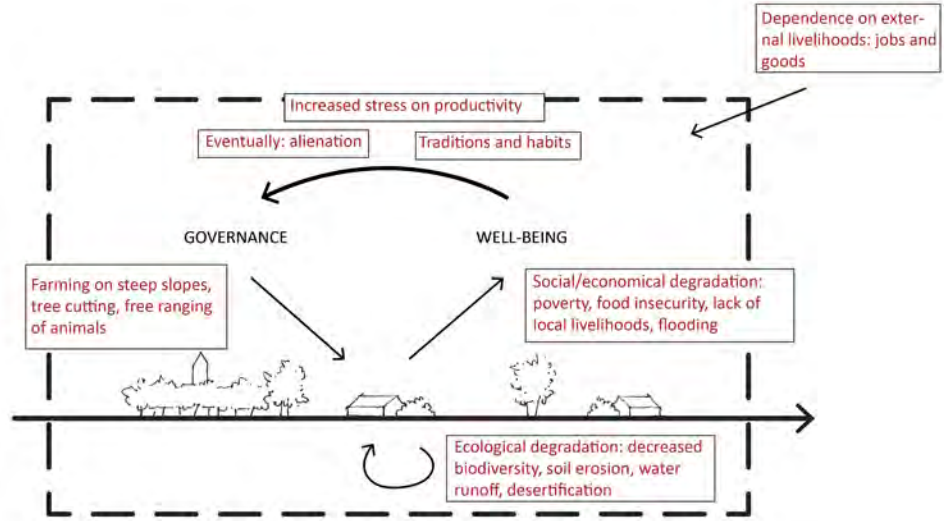 Dependence on exter-
nal livelihoods: jobs and
goods
Increased stress on productivity
Eventually: alienation
Traditions and habits
GOVERNANCE
WELL-BEING
Farming on steep slopes,
tree cutting, free ranging
of animals
Social/economical degradation:
poverty, food insecurity, lack of
local livelihoods, flooding
Ecological degradation: decreased
biodiversity, soil erosion, water
runoff, desertification